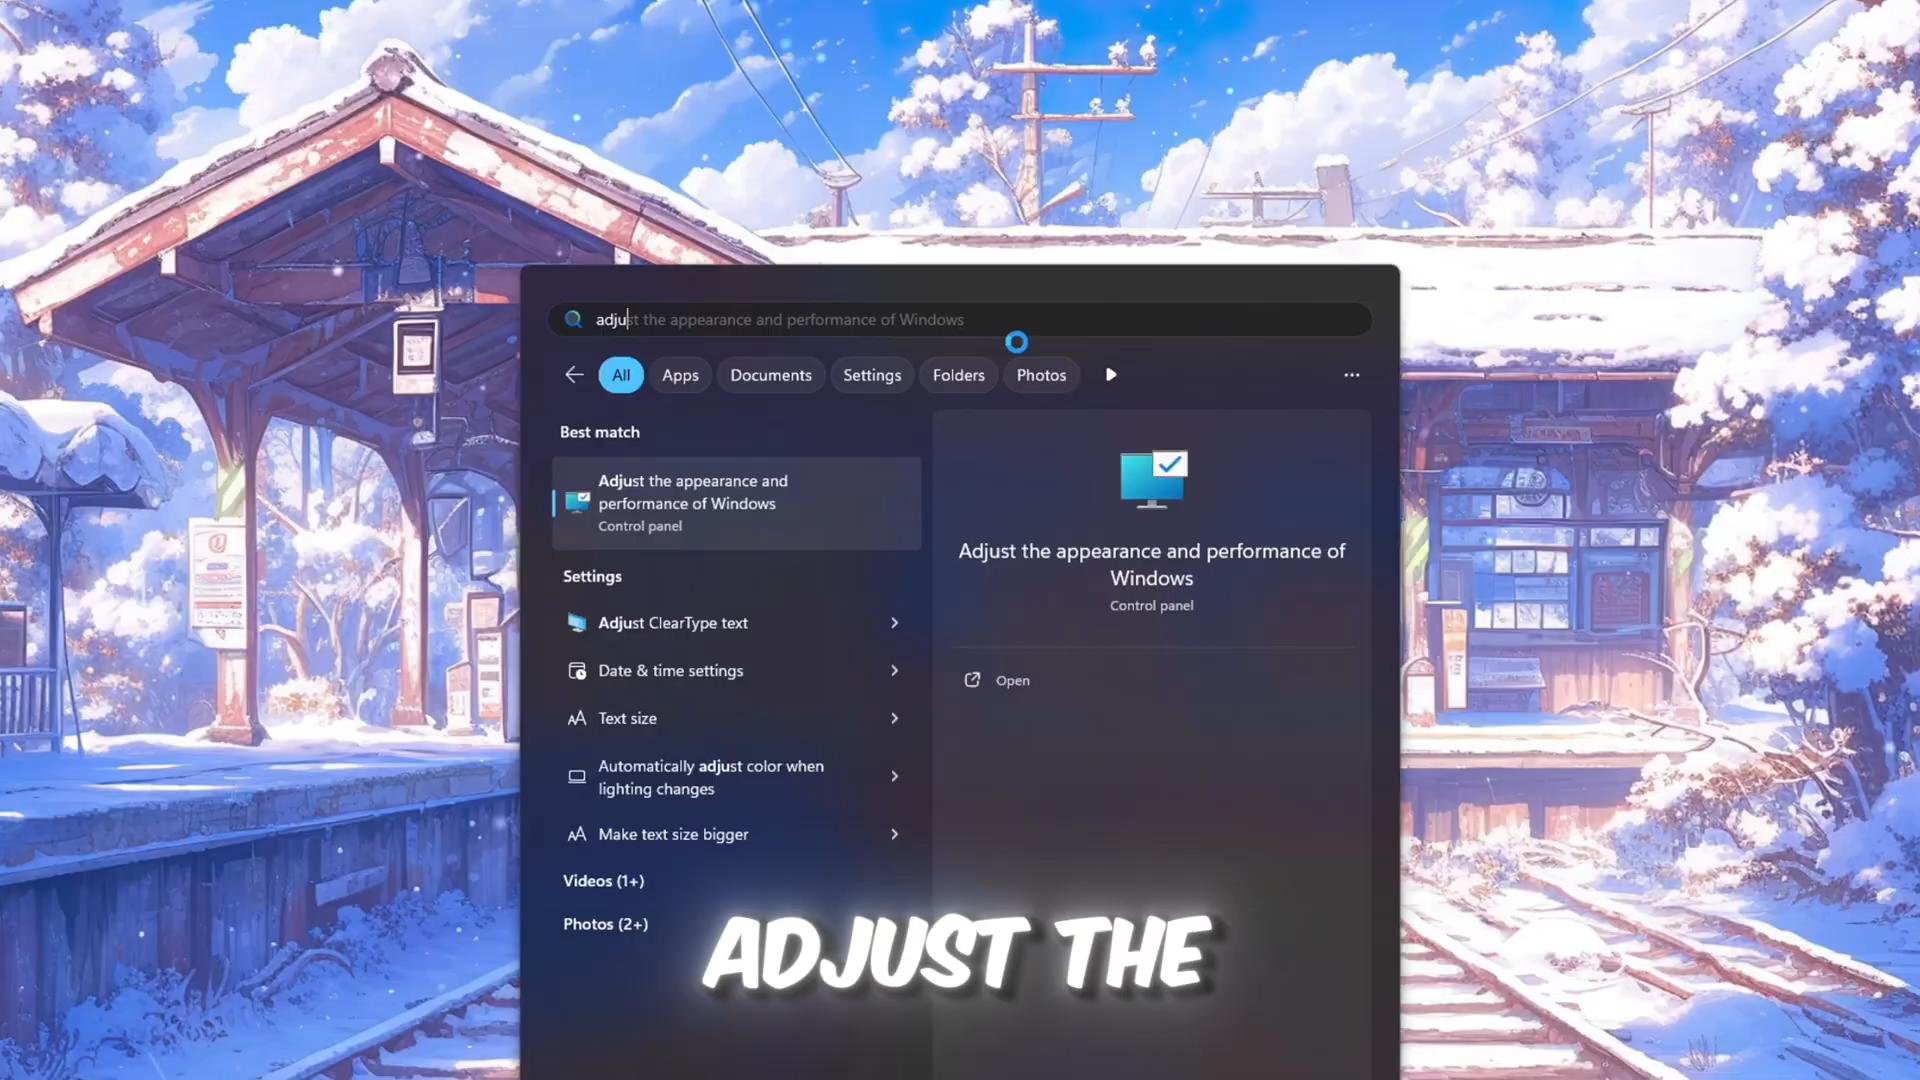 adjust the appearance and performance of Windows
All Apps Documents Settings Folders Photos
Best match
Adjust the appearance and
performance of Windows
Control panel
Settings
Adjust ClearType text
Date & time settings
Text size
Automatically adjust color when
lighting changes
Make text size bigger
Videos (1+)
Photos (2+)
Adjust the appearance and performance of
Windows
Control panel
Open
ADJUST THE